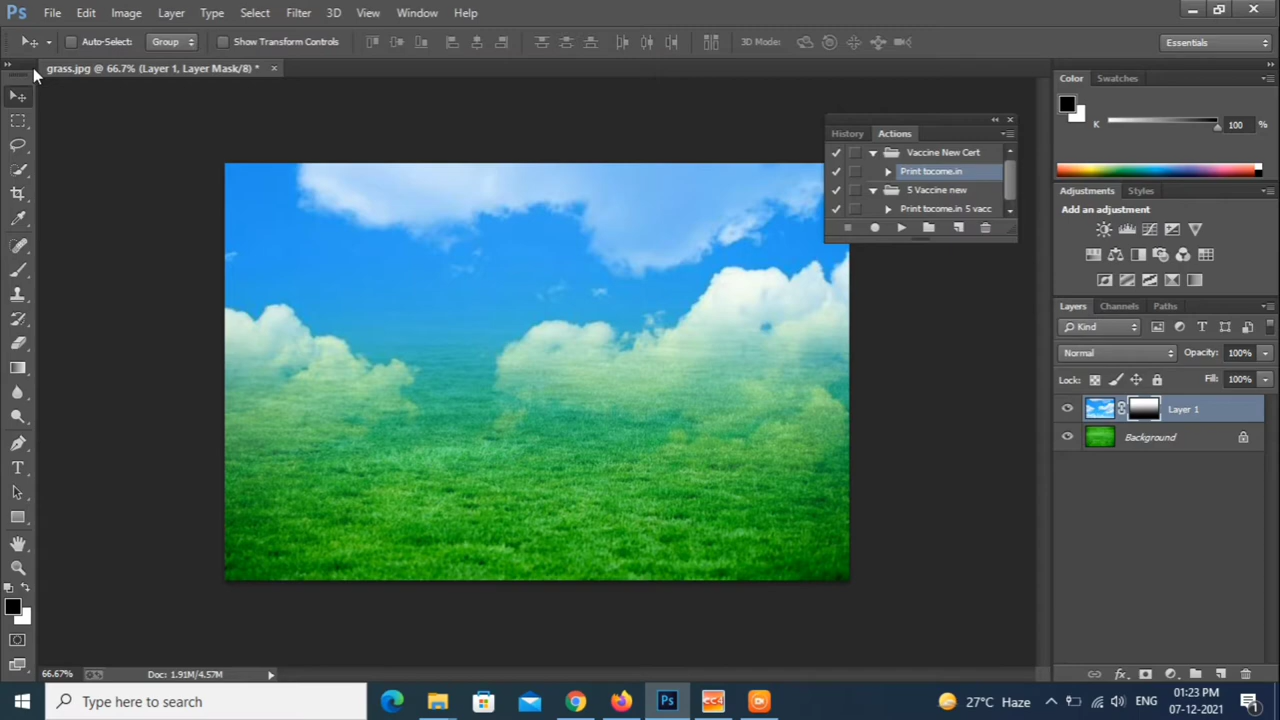 Ps File Edit Image Layer Type Select Filter 3D View Window Help
Auto-Select: Group Show Transform Controls 3D Mode: Essentials
grass.jpg @ 66.7% (Layer 1, Layer Mask/8) *
Color Swatches
K 100
History Actions
Vaccine New Cert
Print tocome.in
5 Vaccine new
Print tocome.in 5 vacc
Adjustments Styles
Add an adjustment
Layers Channels Paths
Kind
Normal Opacity: 100%
Lock: Fill: 100%
Layer 1
Background
66.67% Doc: 1.91M/4.57M
Type here to search
Ps
CC4
27°C Haze
ENG
01:23 PM
07-12-2021
1